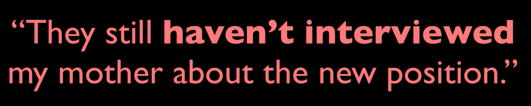 “They still haven’t interviewed
my mother about the new position.”